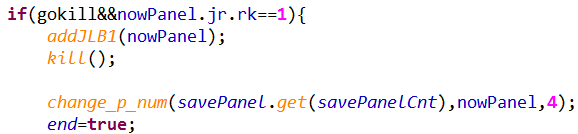 if(gokill&&nowPanel.jr.rk==1){
    addJLB1(nowPanel);
    kill();

    change_p_num(savePanel.get(savePanelCnt),nowPanel,4);
    end=true;